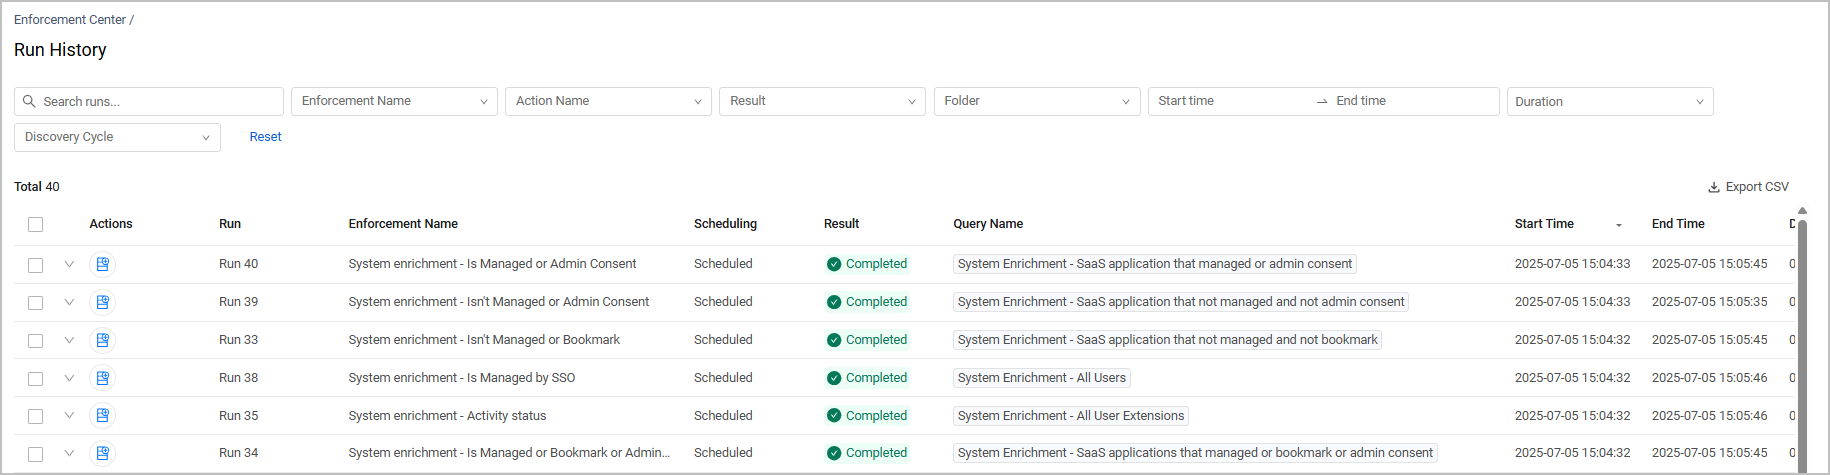 Enforcement Center /
Run History
Search runs... Enforcement Name Action Name Result Folder Start time → End time Duration
Discovery Cycle Reset
Total 40 Export CSV
Actions Run Enforcement Name Scheduling Result Query Name Start Time End Time
Run 40 System enrichment - Is Managed or Admin Consent Scheduled Completed System Enrichment - SaaS application that managed or admin consent 2025-07-05 15:04:33 2025-07-05 15:05:45
Run 39 System enrichment - Isn't Managed or Admin Consent Scheduled Completed System Enrichment - SaaS application that not managed and not admin consent 2025-07-05 15:04:33 2025-07-05 15:05:35
Run 33 System enrichment - Isn't Managed or Bookmark Scheduled Completed System Enrichment - SaaS application that not managed and not bookmark 2025-07-05 15:04:32 2025-07-05 15:05:45
Run 38 System enrichment - Is Managed by SSO Scheduled Completed System Enrichment - All Users 2025-07-05 15:04:32 2025-07-05 15:05:46
Run 35 System enrichment - Activity status Scheduled Completed System Enrichment - All User Extensions 2025-07-05 15:04:32 2025-07-05 15:05:46
Run 34 System enrichment - Is Managed or Bookmark or Admin... Scheduled Completed System Enrichment - SaaS applications that managed or bookmark or admin consent 2025-07-05 15:04:32 2025-07-05 15:05:45